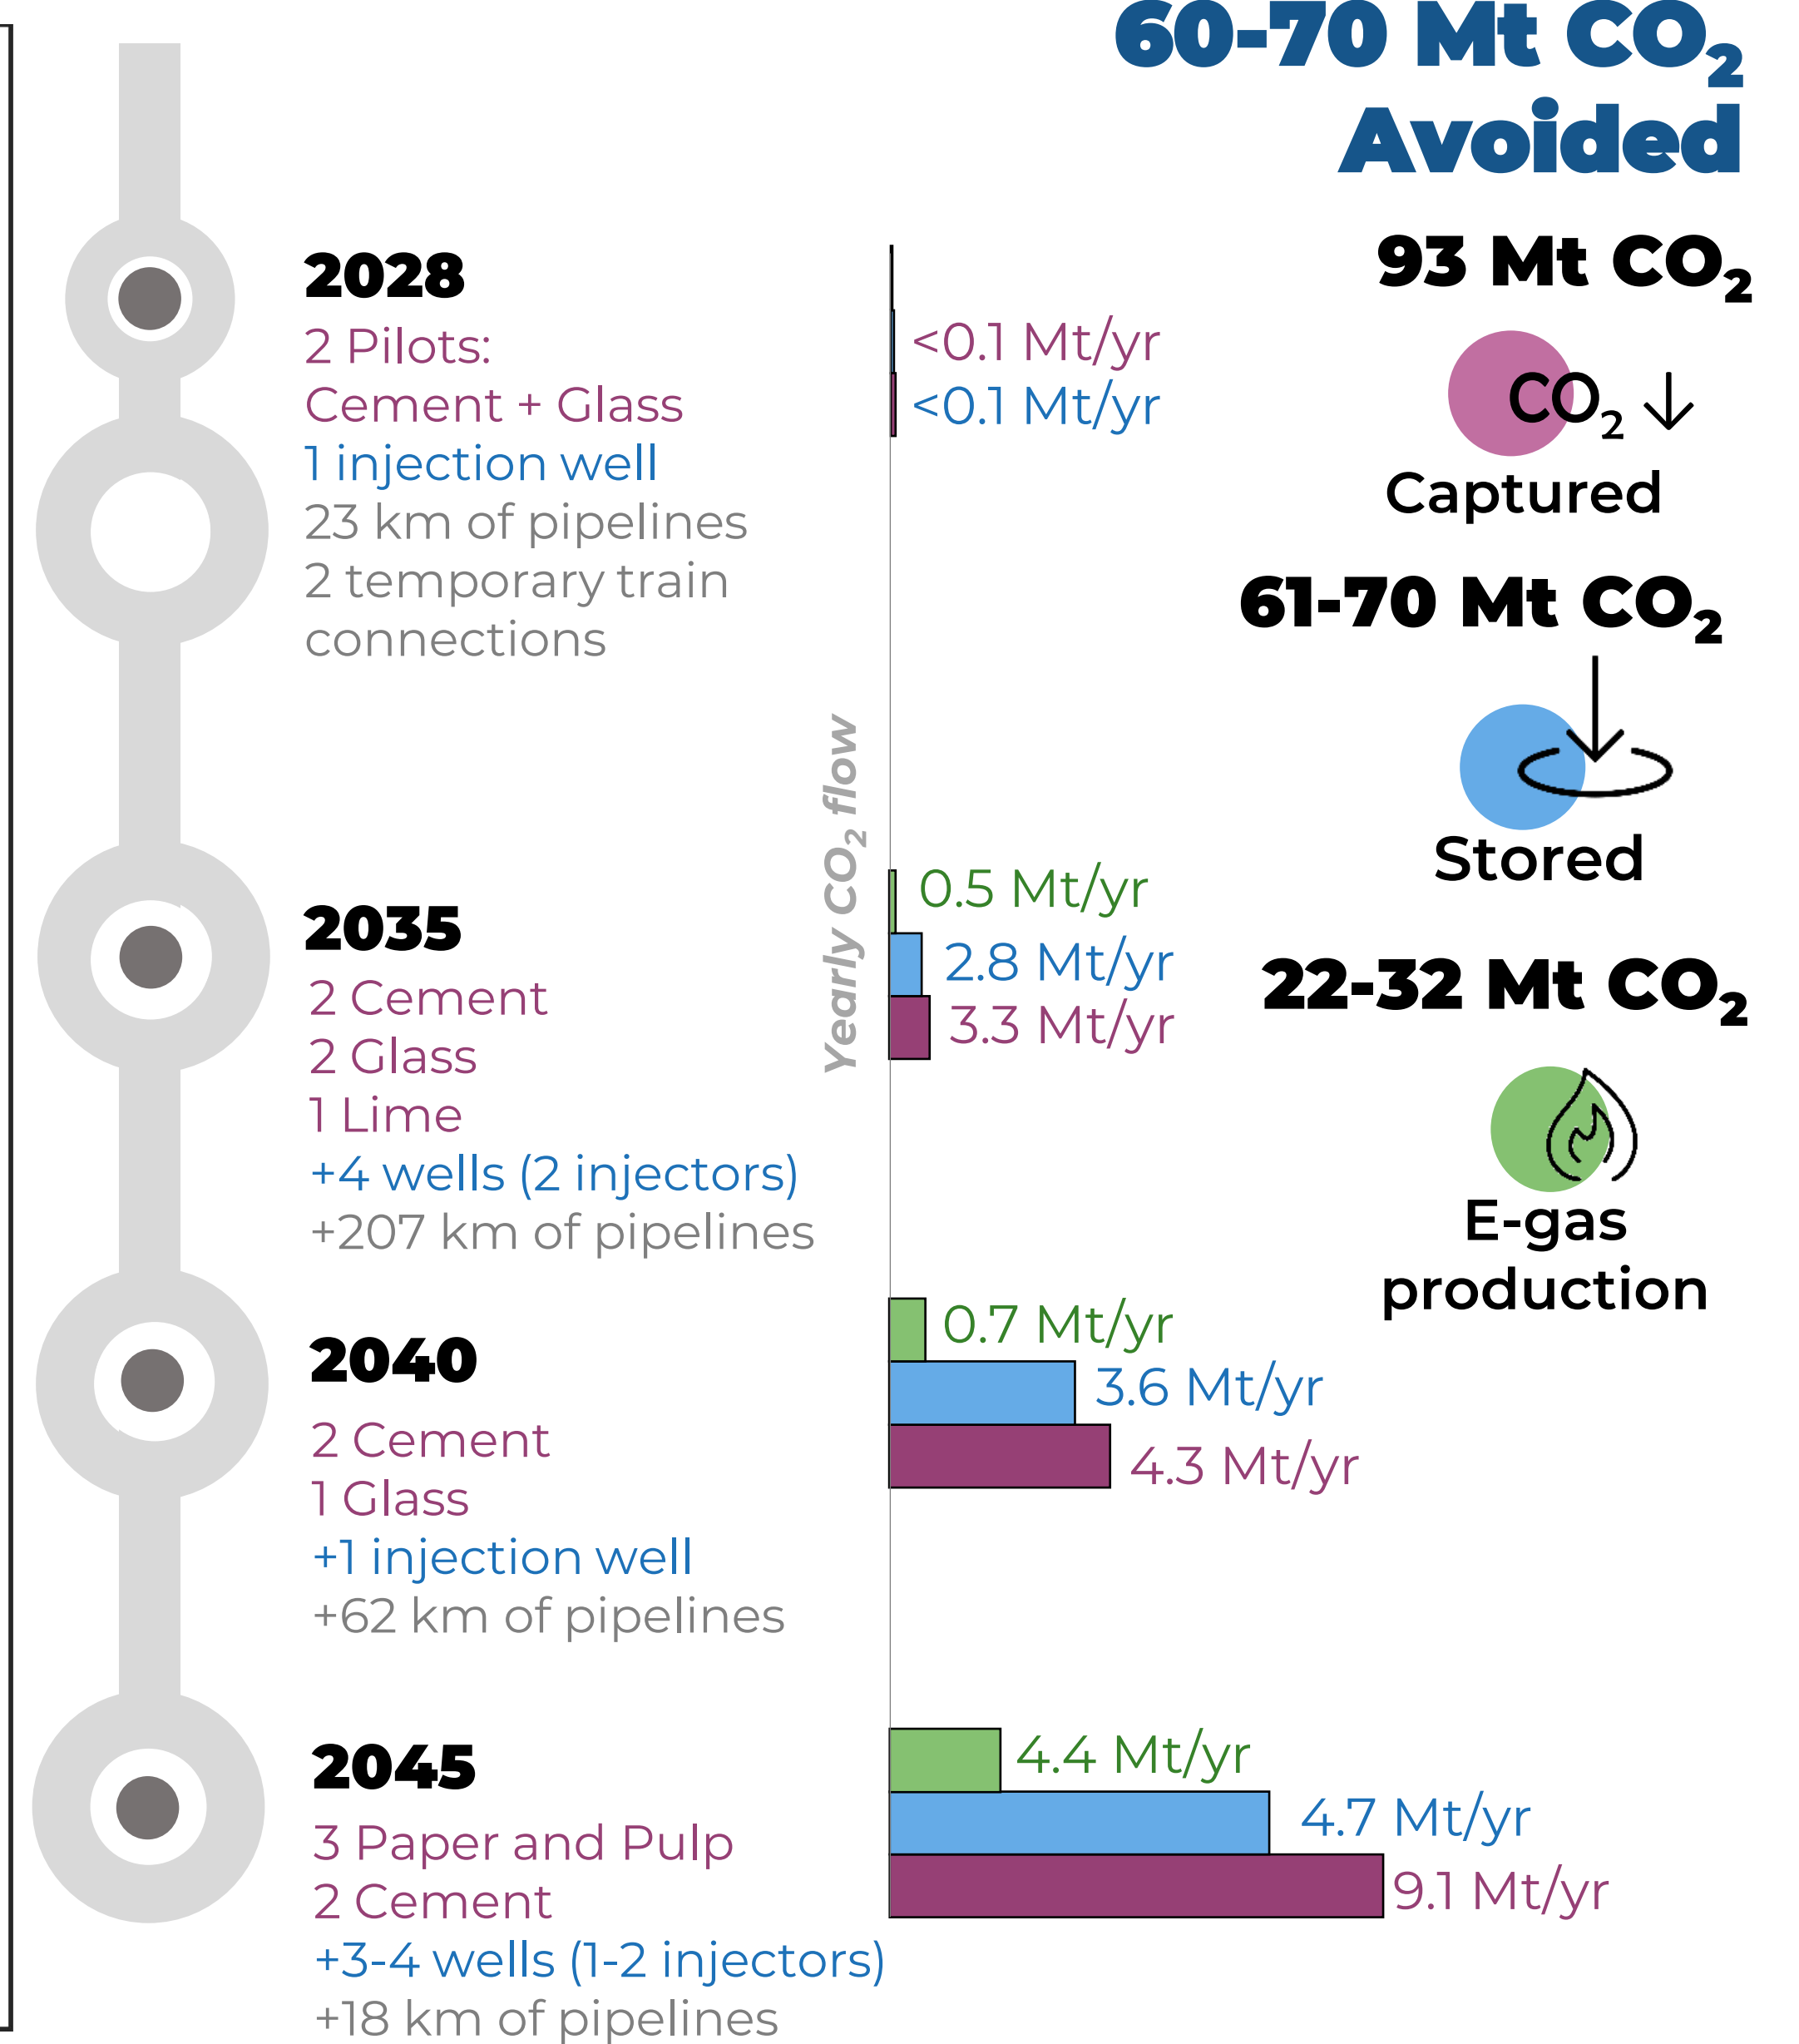 60-70 Mt CO₂
Avoided
2028
2 Pilots:
Cement + Glass
1 injection well
23 km of pipelines
2 temporary train
connections
<0.1 Mt/yr
<0.1 Mt/yr
93 Mt CO₂
CO₂ ↓
Captured
61-70 Mt CO₂
Stored
Yearly CO₂ flow
2035
2 Cement
2 Glass
1 Lime
+4 wells (2 injectors)
+207 km of pipelines
0.5 Mt/yr
2.8 Mt/yr
3.3 Mt/yr
22-32 Mt CO₂
E-gas
production
2040
2 Cement
1 Glass
+1 injection well
+62 km of pipelines
0.7 Mt/yr
3.6 Mt/yr
4.3 Mt/yr
2045
3 Paper and Pulp
2 Cement
+3-4 wells (1-2 injectors)
+18 km of pipelines
4.4 Mt/yr
4.7 Mt/yr
9.1 Mt/yr